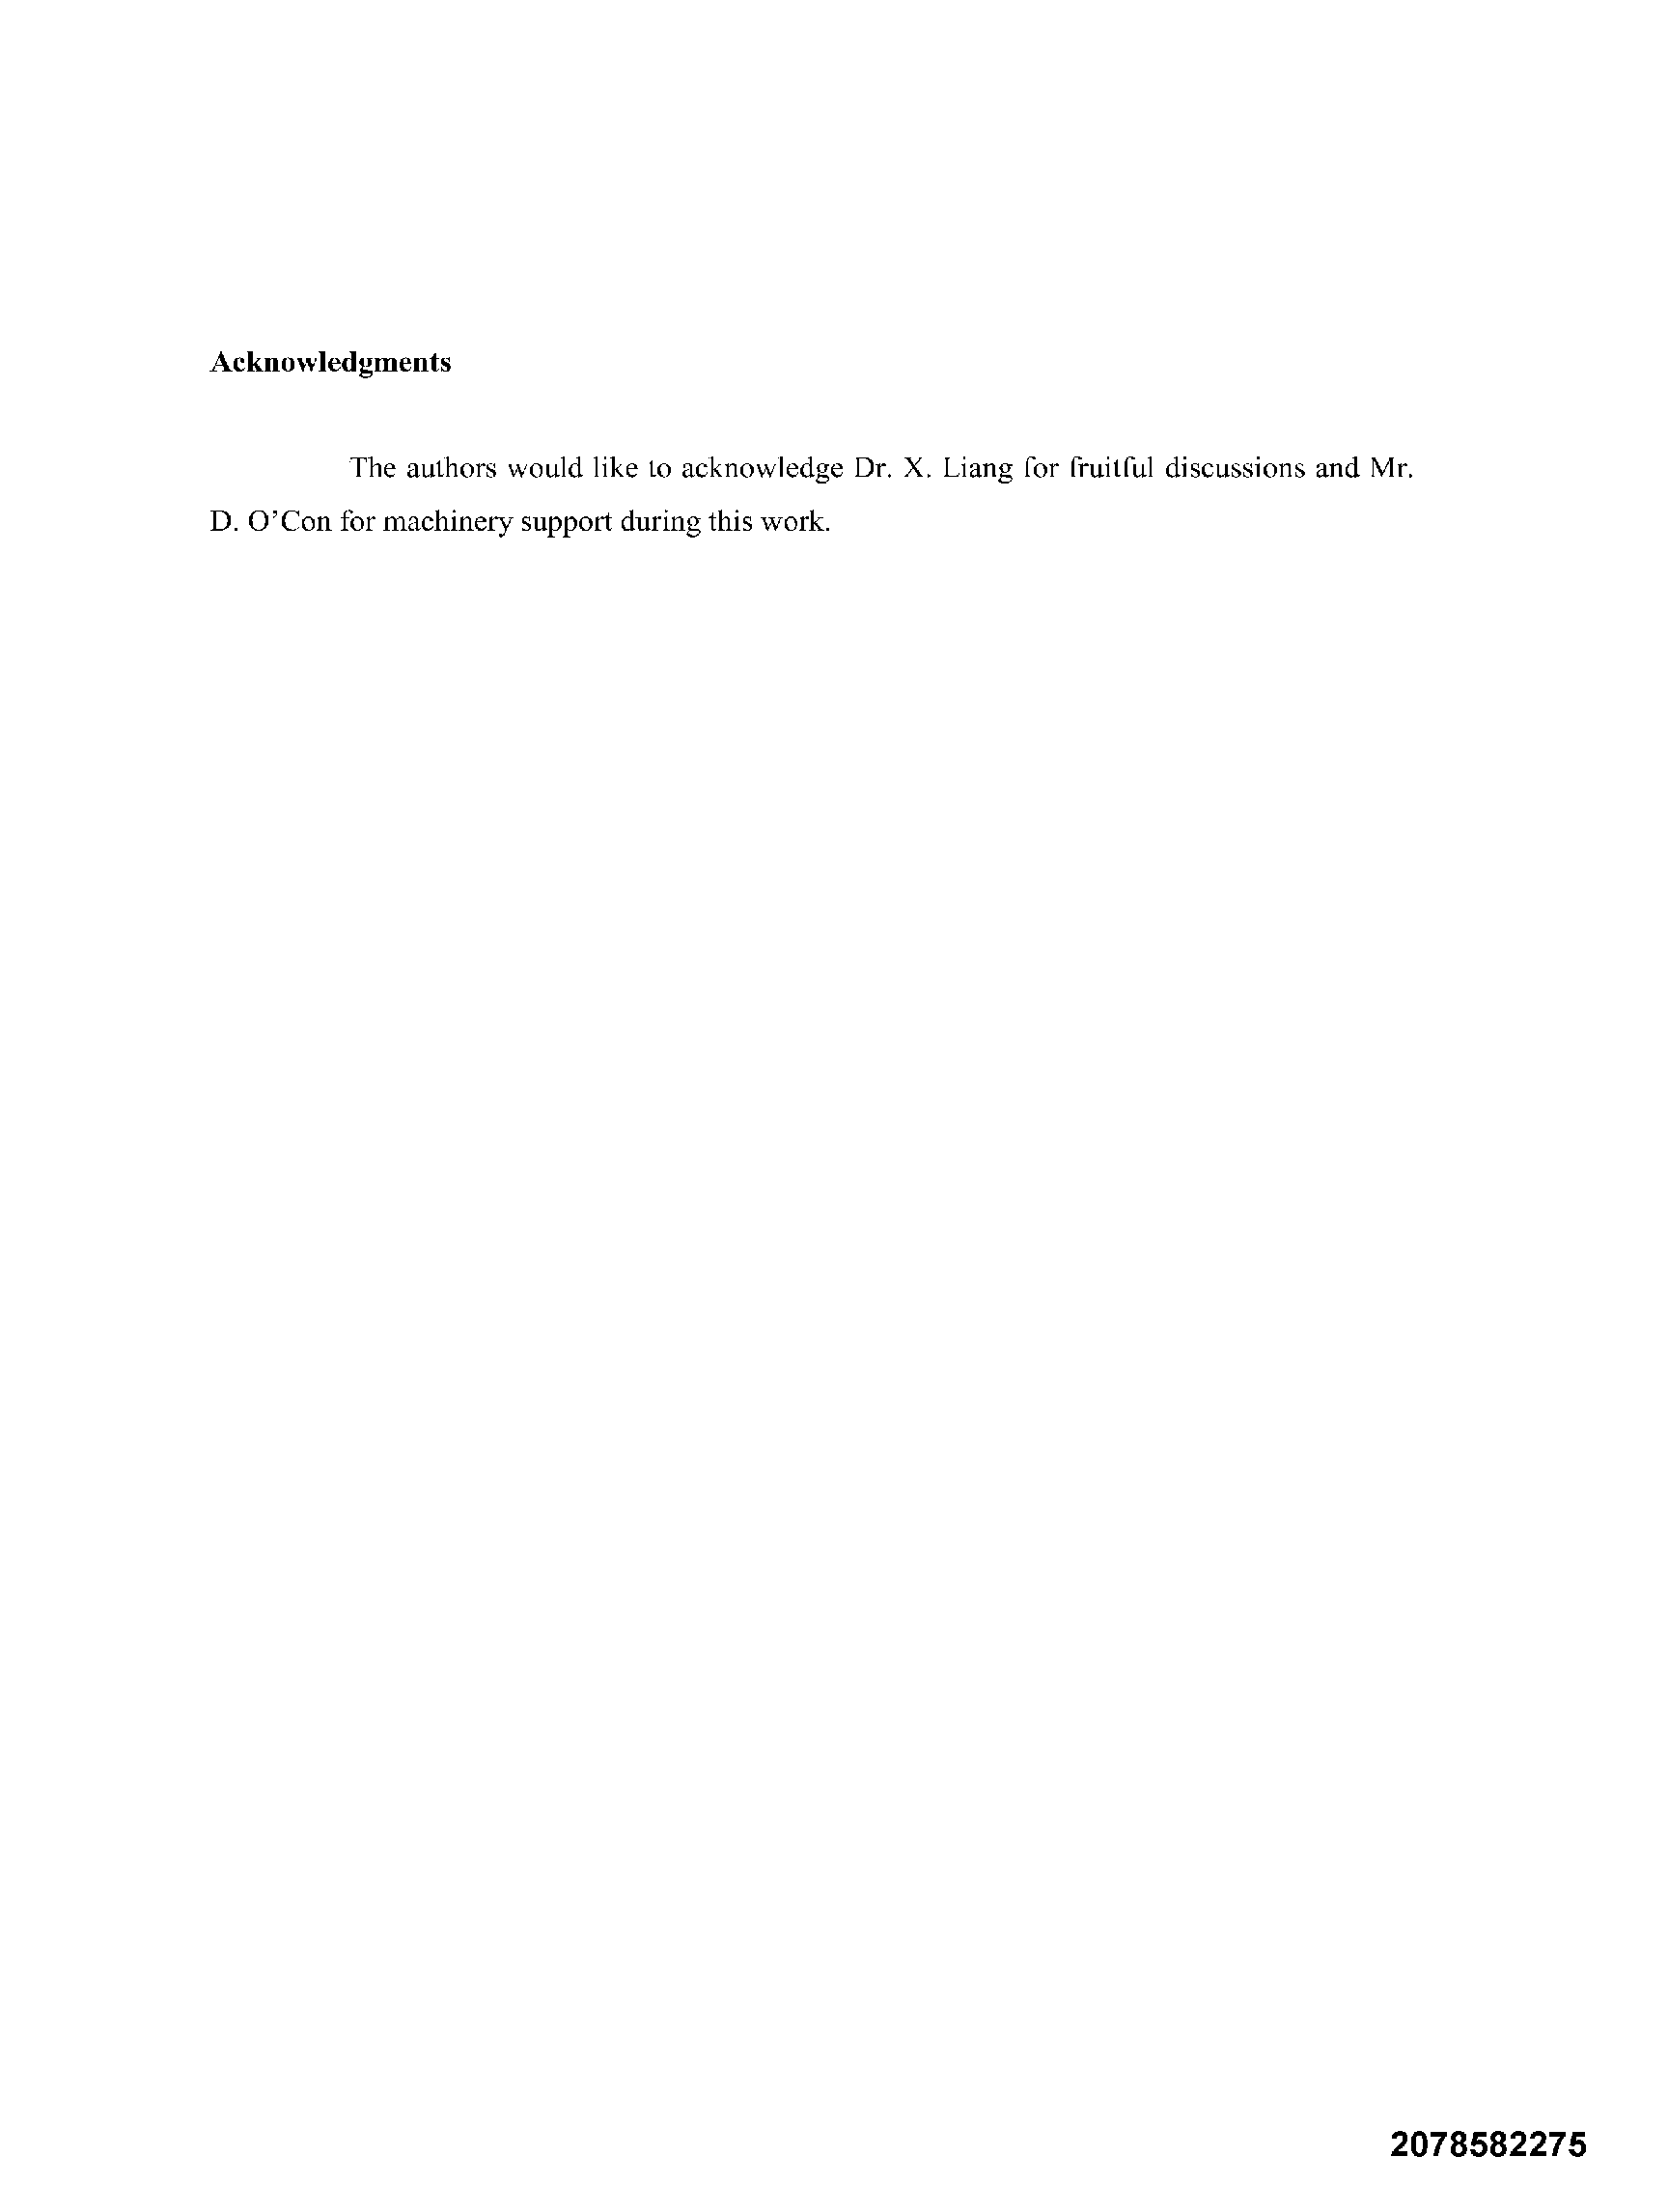 Acknowledgments
The authors would like to acknowledge Dr. X. Liang for fruitful discussions and Mr.
D. O’Con for machinery support during this work.
2078582275